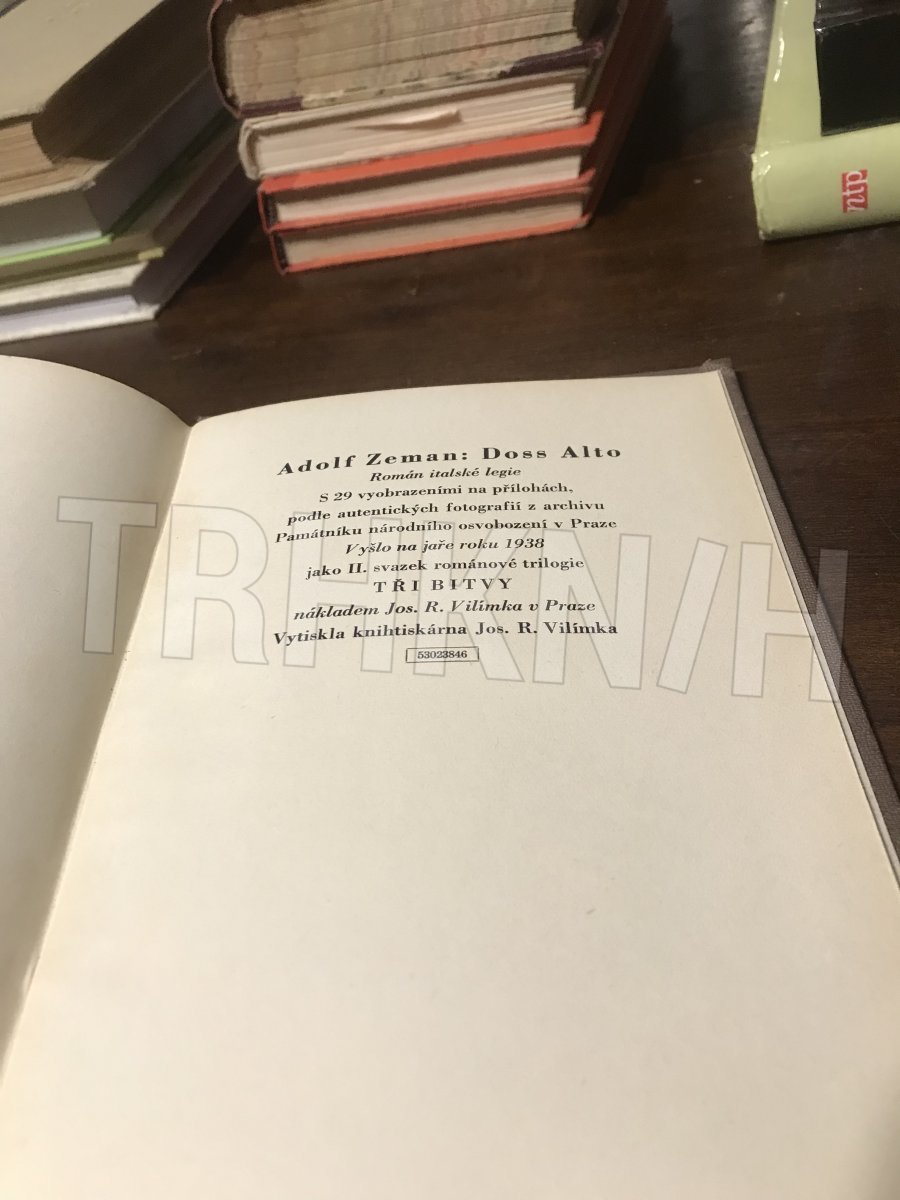 ntp
Adolf Zeman: Doss Alto
Román italské legie
S 29 vyobrazeními na přílohách,
podle autentických fotografií z archivu
Památníku národního osvobození v Praze
Vyšlo na jaře roku 1938
jako II. svazek románové trilogie
TŘI BITVY
nákladem Jos. R. Vilímka v Praze
Vytiskla knihtiskárna Jos. R. Vilímka
53023846
TRHKNIH